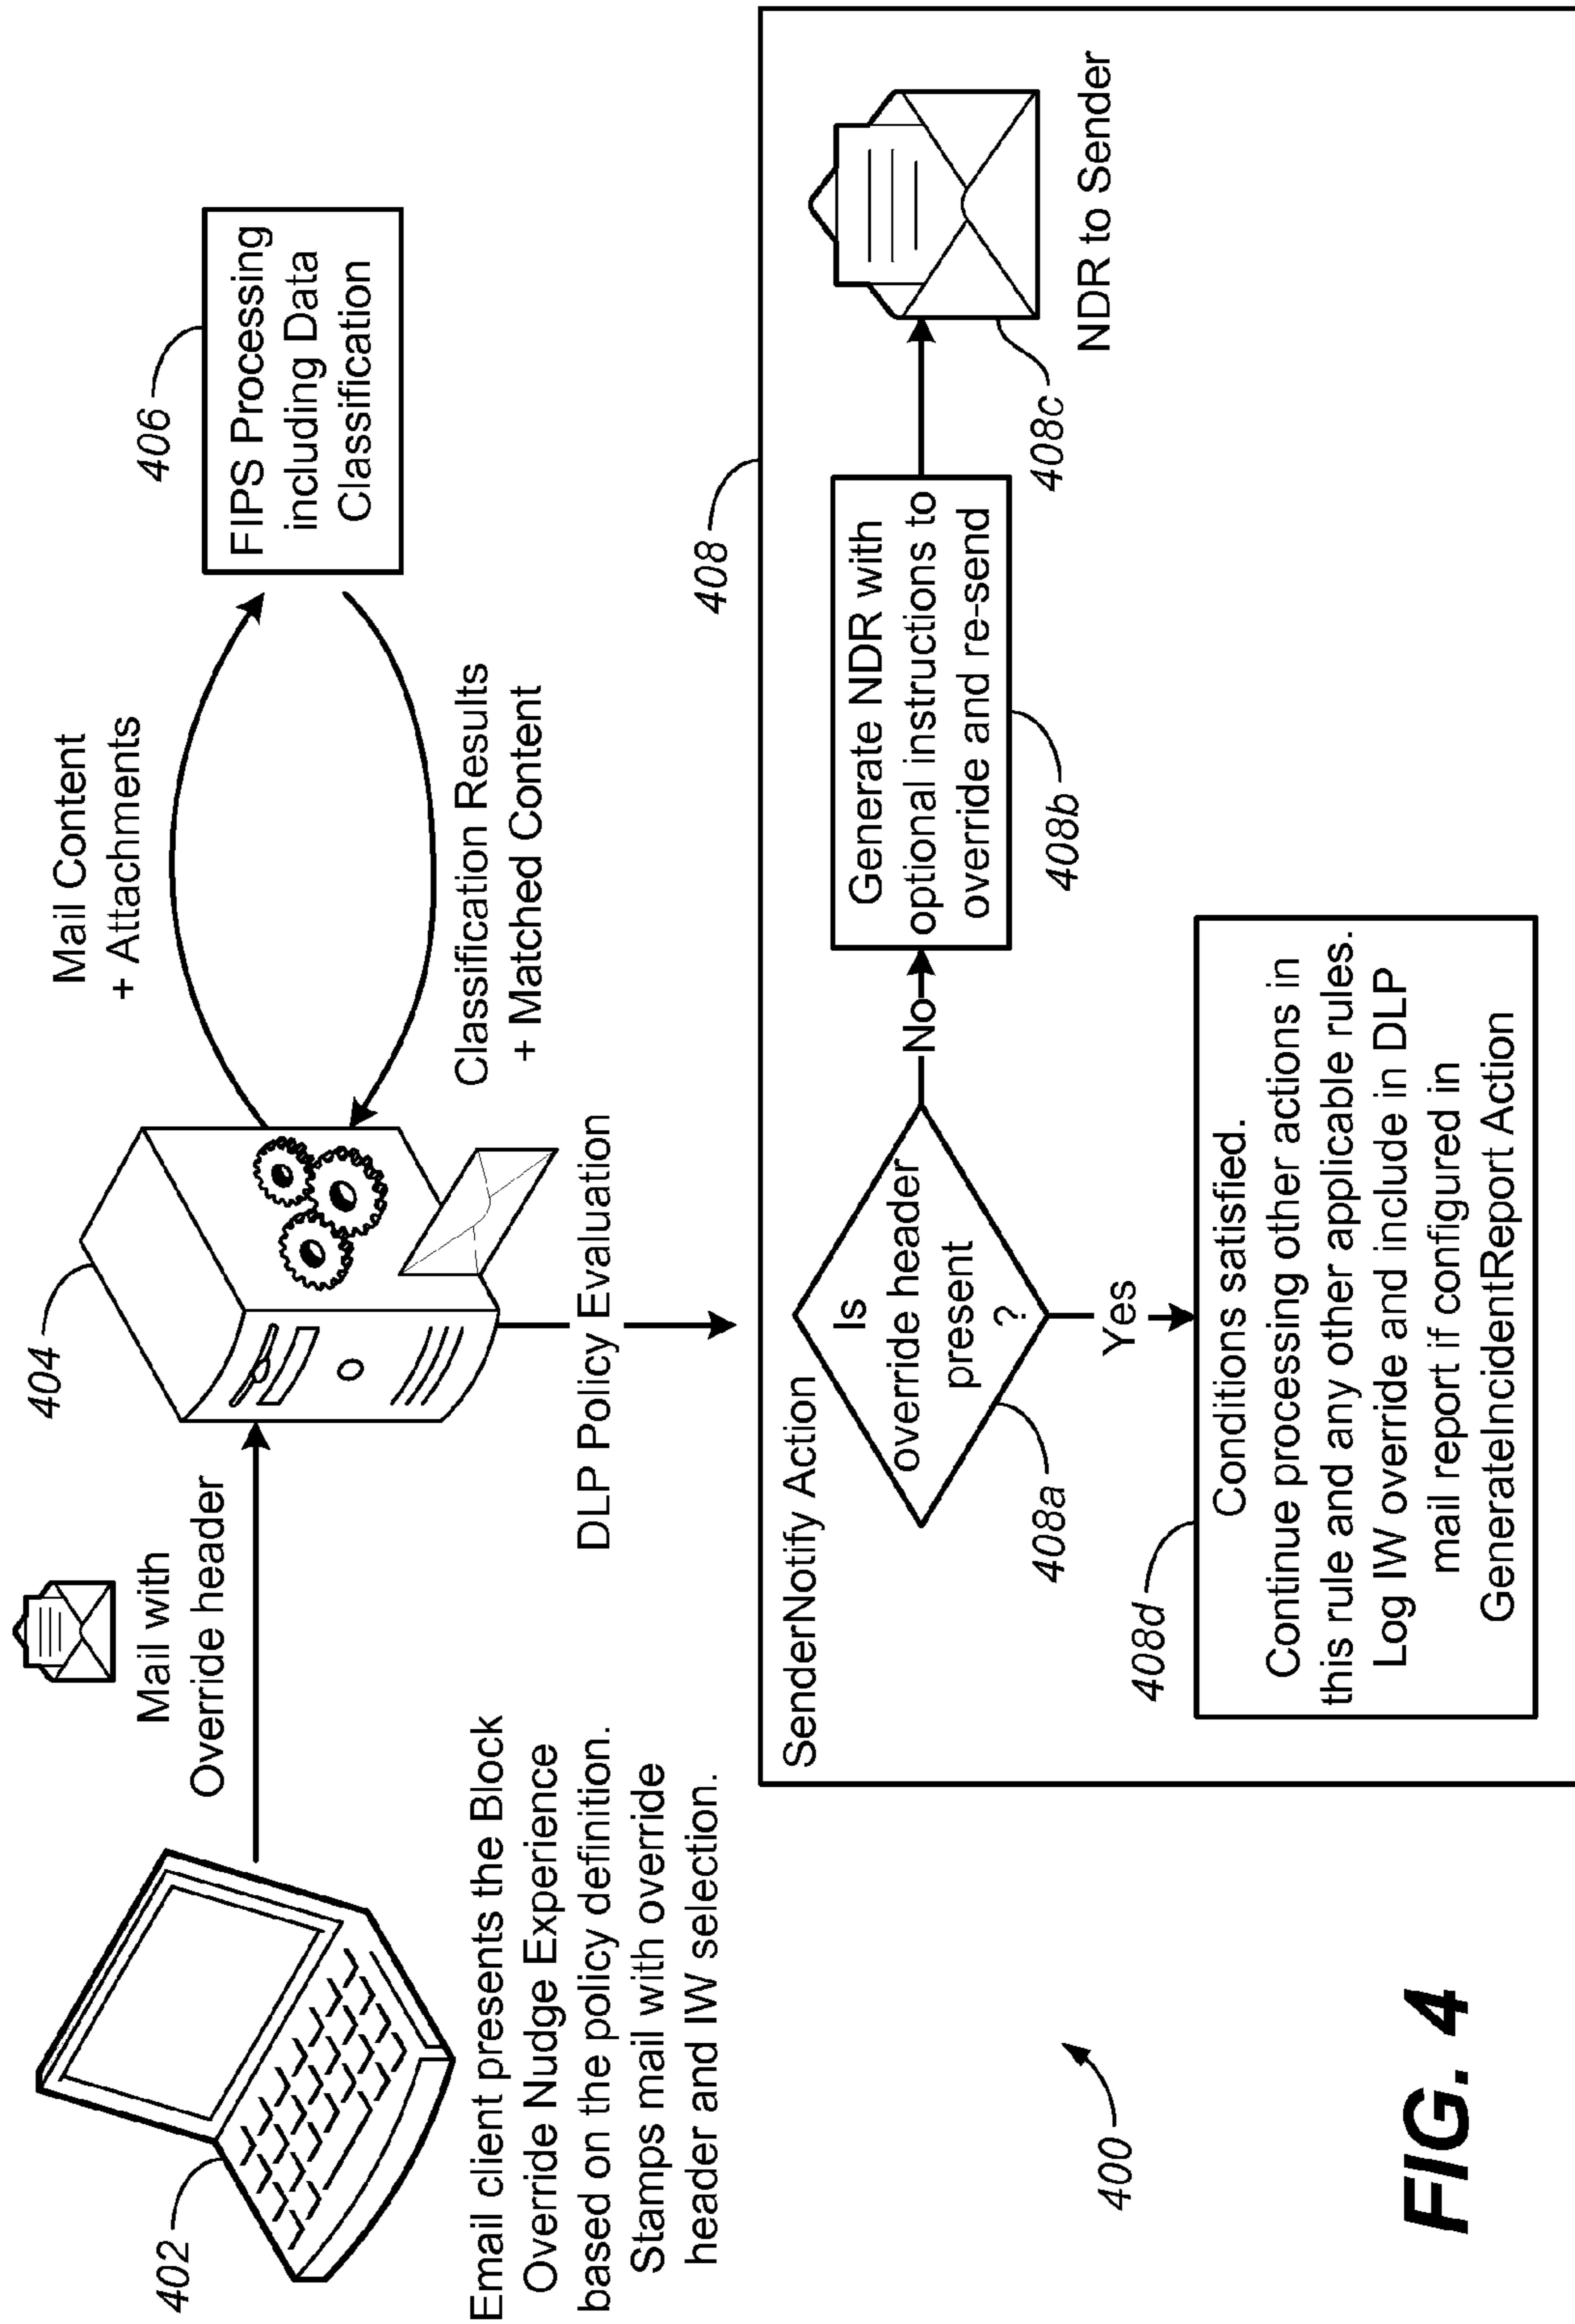 402
Email client presents the Block
Override Nudge Experience
based on the policy definition.
Stamps mail with override
header and IW selection.
Mail with
Override header
404
Mail Content
+ Attachments
Classification Results
+ Matched Content
406
FIPS Processing
including Data
Classification
DLP Policy Evaluation
408
SenderNotify Action
Is
override header
present
?
408a
No
Generate NDR with
optional instructions to
override and re-send
408b
408c
NDR to Sender
Yes
408d
Conditions satisfied.
Continue processing other actions in
this rule and any other applicable rules.
Log IW override and include in DLP
mail report if configured in
GenerateIncidentReport Action
400
FIG. 4